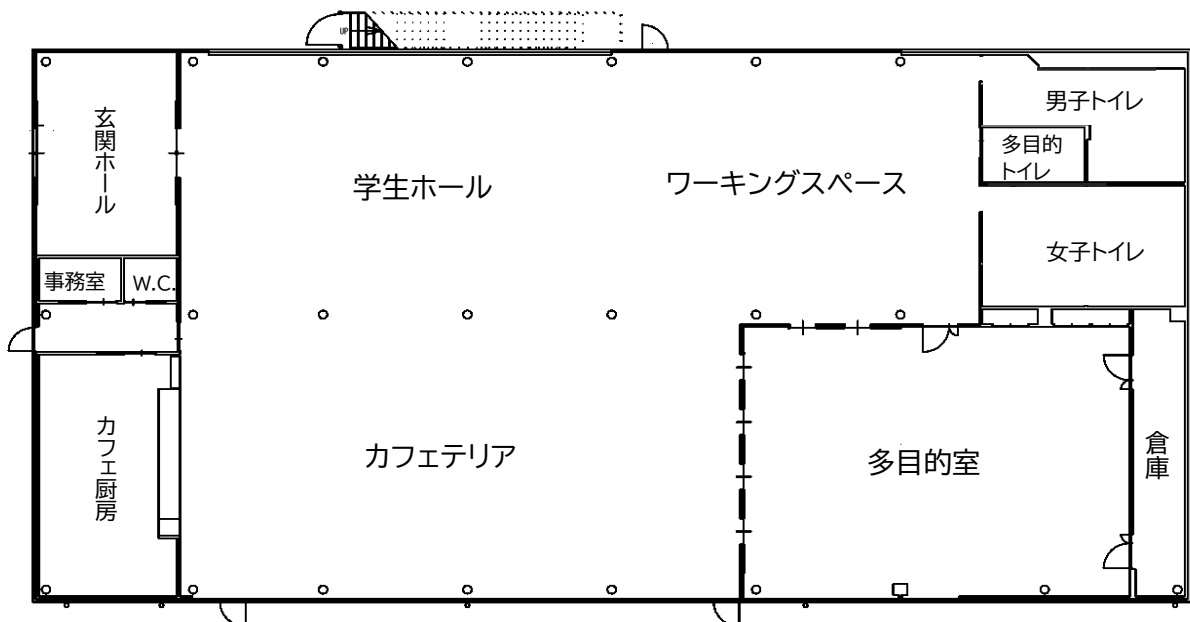 UP
玄関ホール
学生ホール
ワーキングスペース
男子トイレ
多目的
トイレ
女子トイレ
事務室
W.C.
カフェ厨房
カフェテリア
多目的室
倉庫